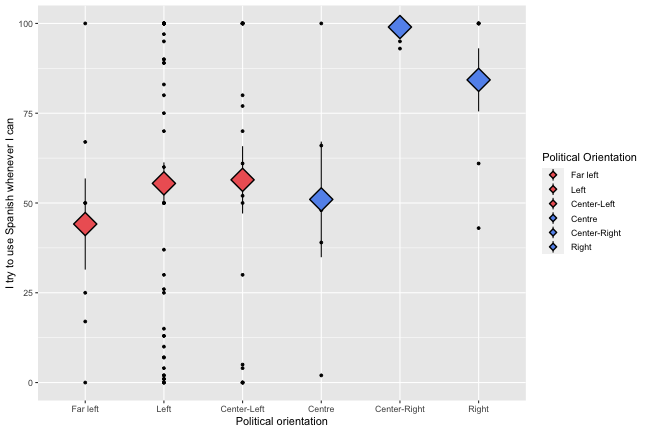 100
75
50
25
0
I try to use Spanish whenever I can
Far left
Left
Center-Left
Centre
Center-Right
Right
Political orientation
Political Orientation
Far left
Left
Center-Left
Centre
Center-Right
Right